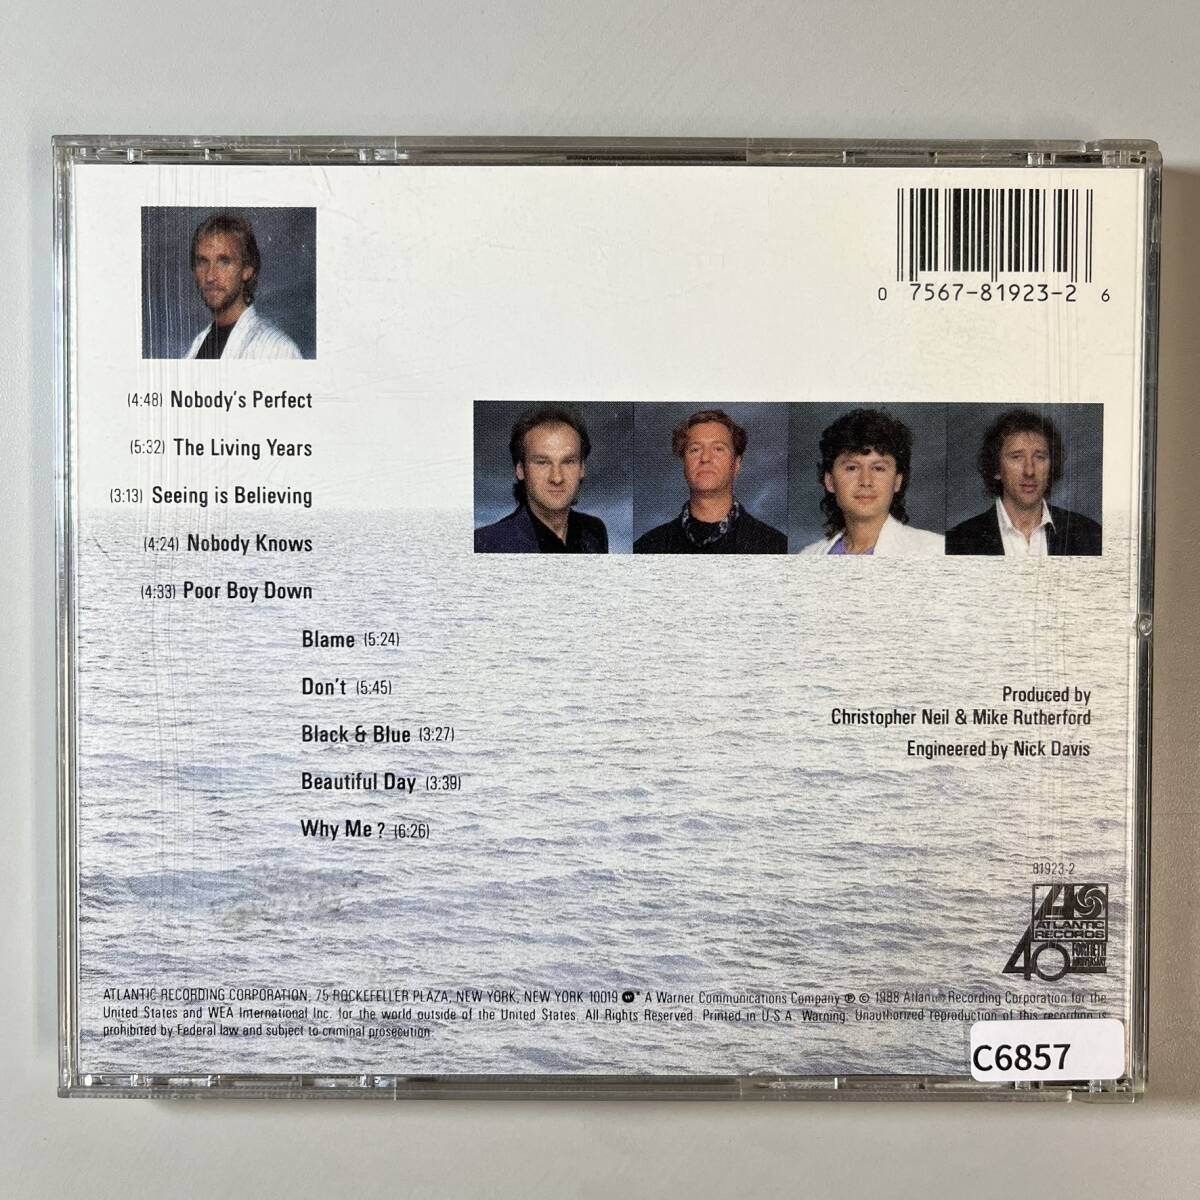 0 7567-81923-2 6
(4:48) Nobody's Perfect
(5:32) The Living Years
(3:13) Seeing is Believing
(4:24) Nobody Knows
(4:33) Poor Boy Down
Blame (5:24)
Don't (5:45)
Black & Blue (3:27)
Beautiful Day (3:39)
Why Me? (6:26)
Produced by
Christopher Neil & Mike Rutherford
Engineered by Nick Davis
81923-2
ATLANTIC
RECORDS
40 FORTIETH
ANNIVERSARY
ATLANTIC RECORDING CORPORATION, 75 ROCKEFELLER PLAZA, NEW YORK, NEW YORK 10019 * A Warner Communications Company ℗ © 1988 Atlantic Recording Corporation for the
United States and WEA International Inc. for the world outside of the United States. All Rights Reserved. Printed in U.S.A. Warning: Unauthorized reproduction of this recording is
prohibited by Federal law and subject to criminal prosecution.
C6857